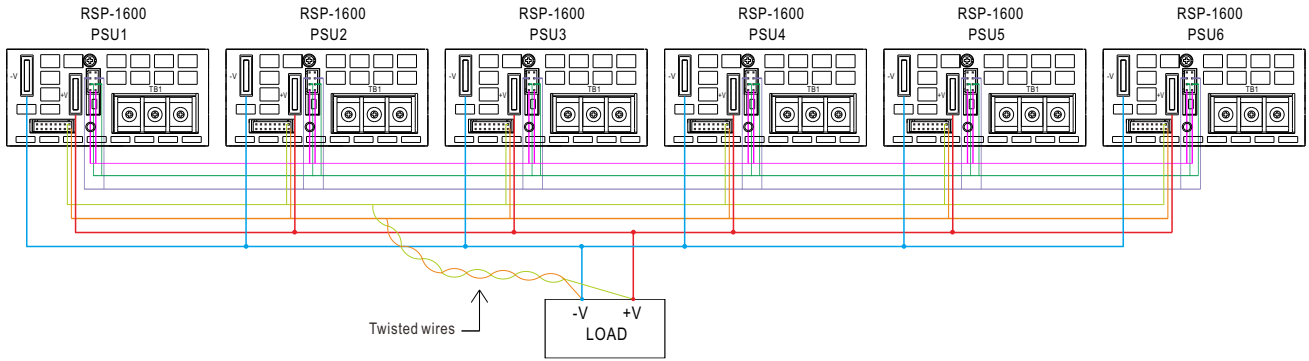 RSP-1600 RSP-1600 RSP-1600 RSP-1600 RSP-1600 RSP-1600
PSU1 PSU2 PSU3 PSU4 PSU5 PSU6
-V -V -V -V -V -V
+V TB1 +V TB1 +V TB1 +V TB1 +V TB1 +V TB1
Twisted wires
-V +V
LOAD